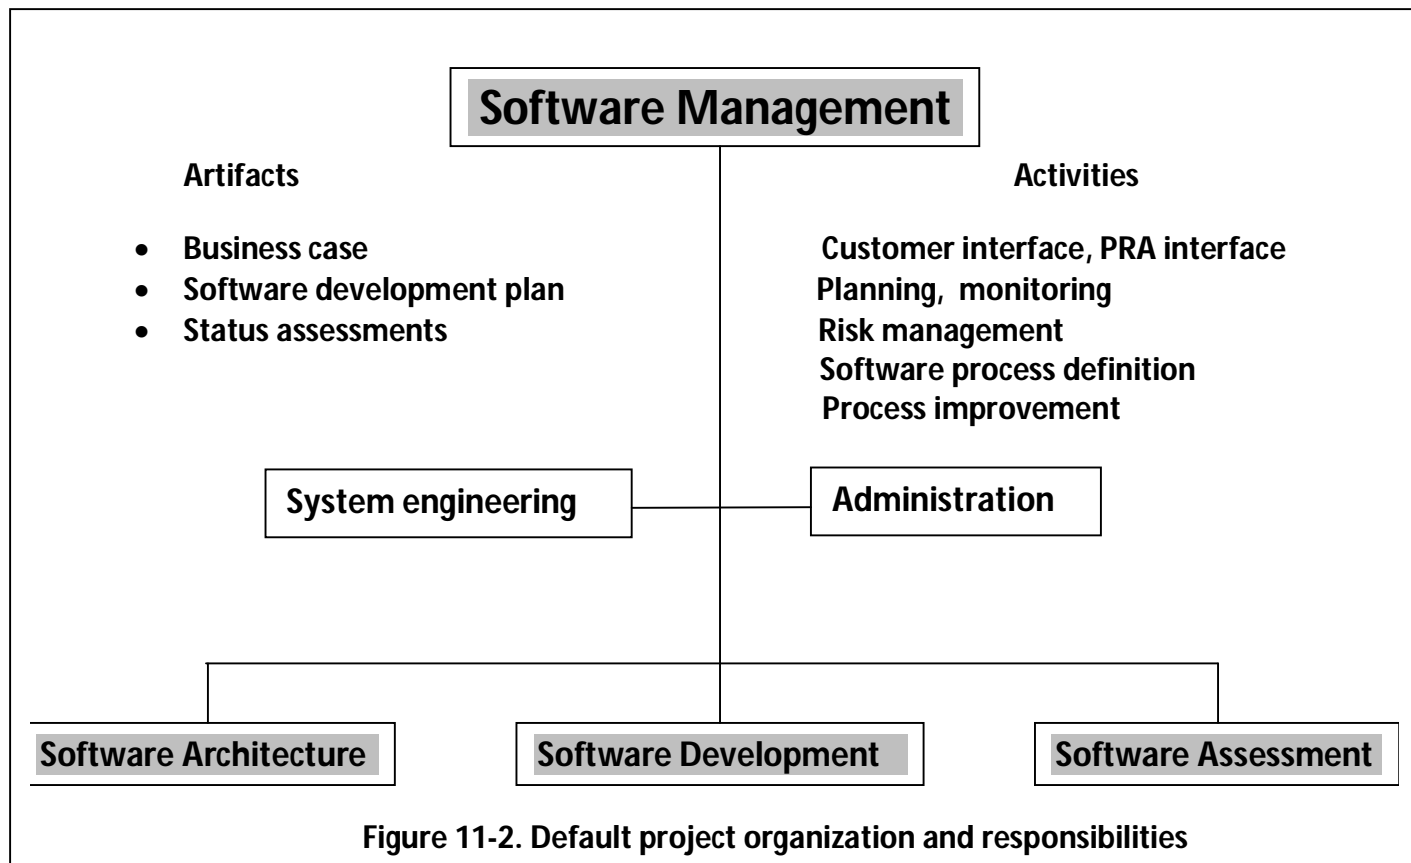 Software Management
Artifacts
• Business case
• Software development plan
• Status assessments
Activities
Customer interface, PRA interface
Planning, monitoring
Risk management
Software process definition
Process improvement
System engineering
Administration
Software Architecture
Software Development
Software Assessment
Figure 11-2. Default project organization and responsibilities